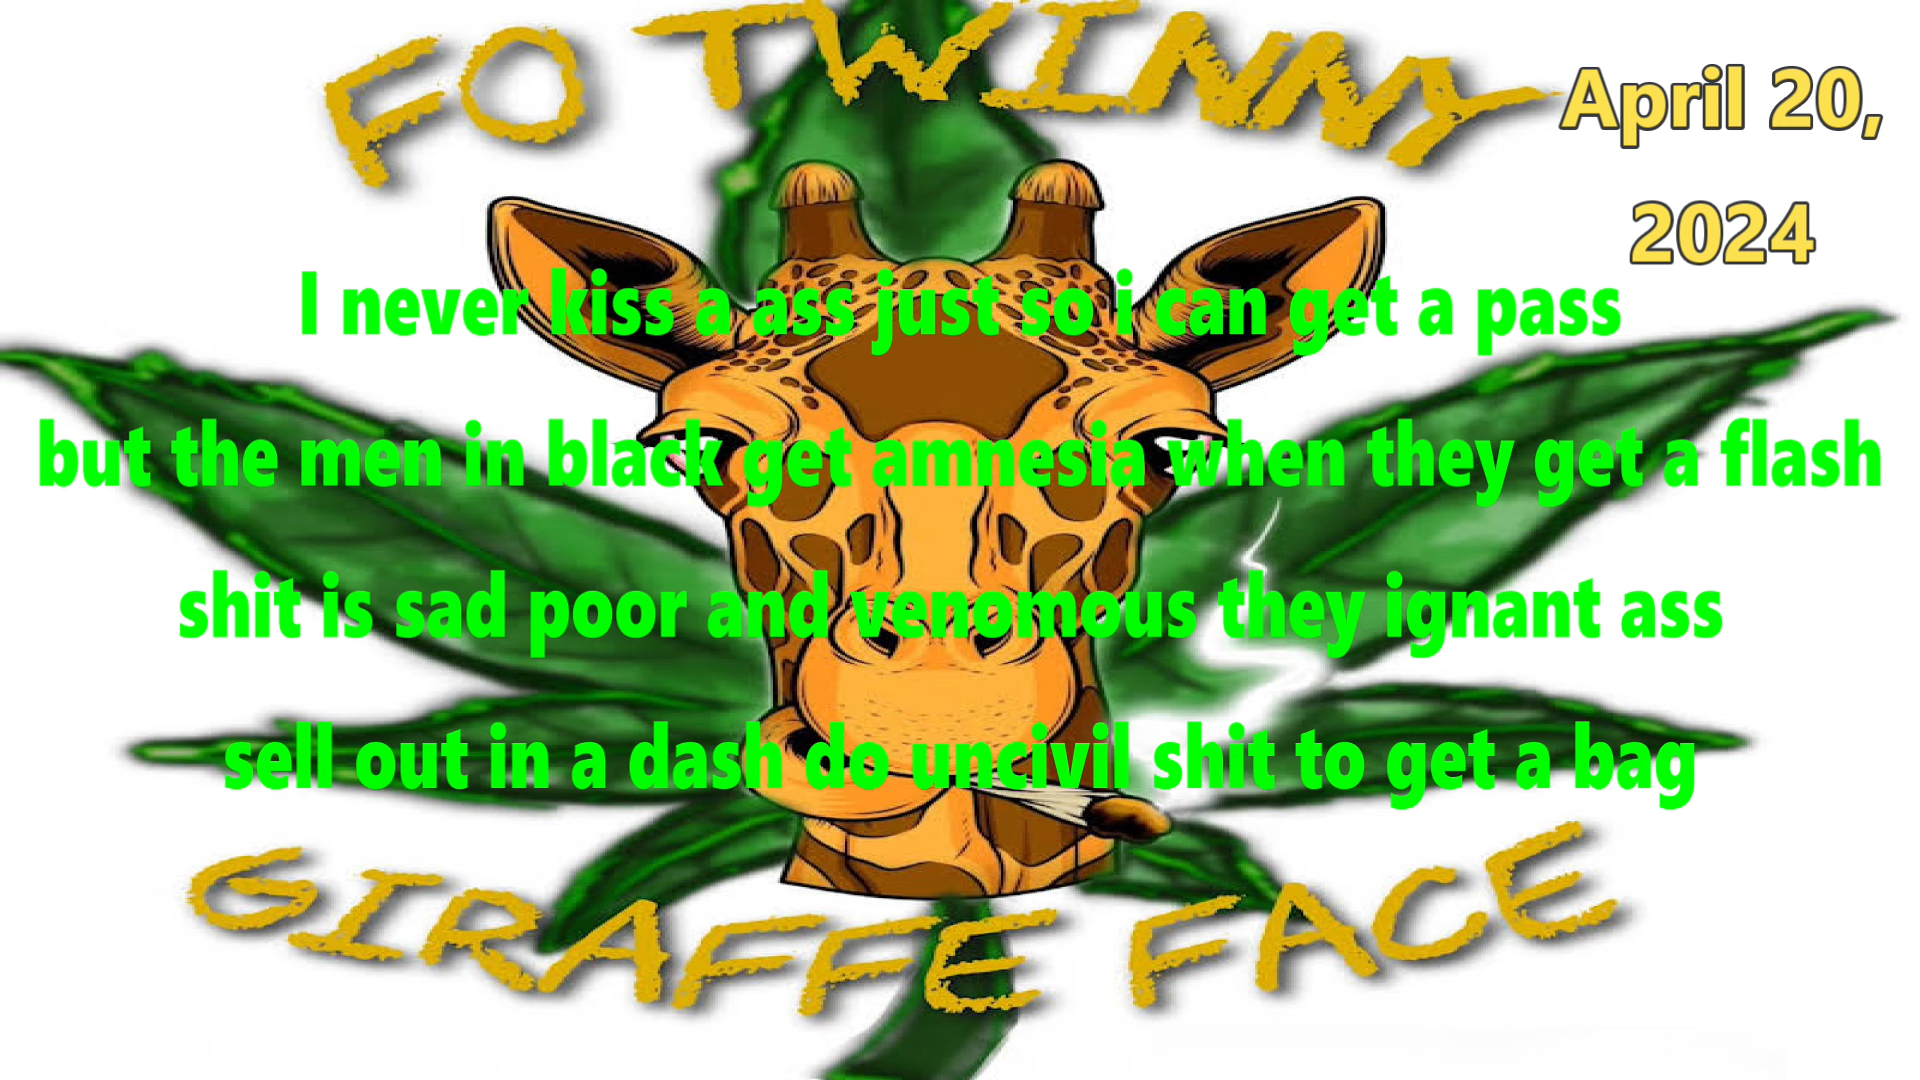 FO TWINNY
April 20,
2024
I never kiss a ass just so i can get a pass
but the men in black get amnesia when they get a flash
shit is sad poor and venomous they ignant ass
sell out in a dash do uncivil shit to get a bag
GIRAFFE FACE